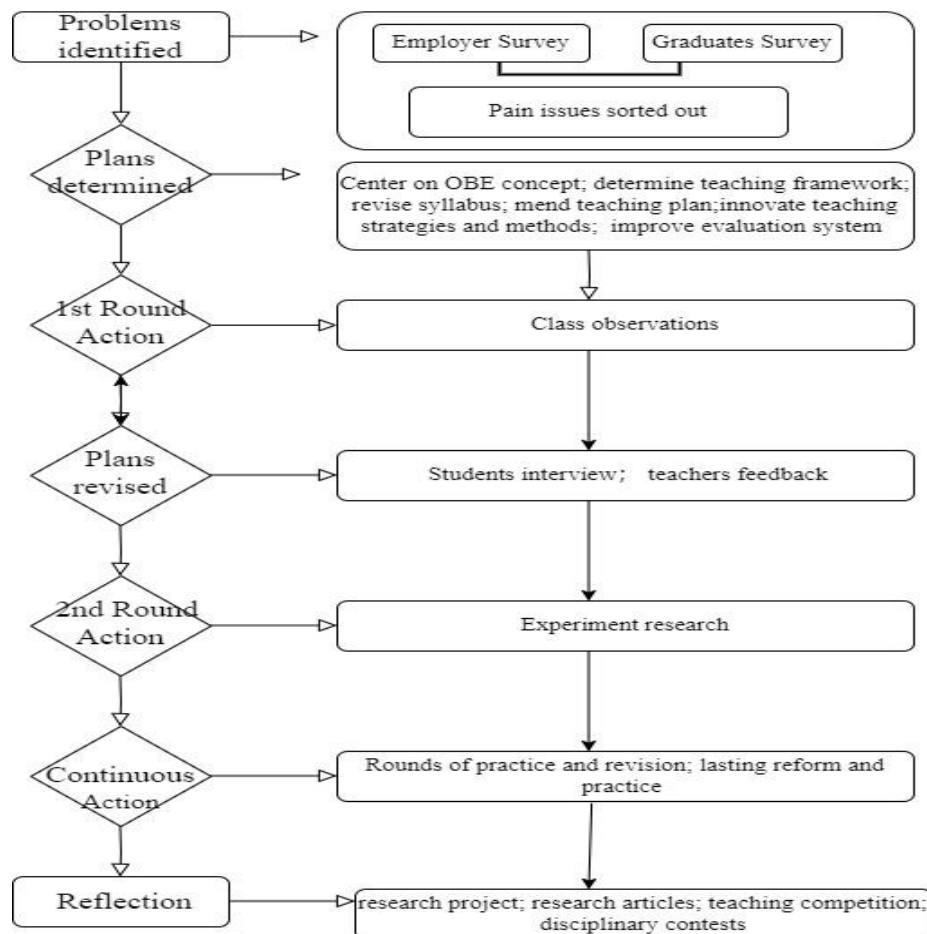 Problems
identified
Employer Survey
Graduates Survey
Pain issues sorted out
Plans
determined
Center on OBE concept; determine teaching framework;
revise syllabus; mend teaching plan;innovate teaching
strategies and methods; improve evaluation system
1st Round
Action
Class observations
Plans
revised
Students interview; teachers feedback
2nd Round
Action
Experiment research
Continuous
Action
Rounds of practice and revision; lasting reform and
practice
Reflection
research project; research articles; teaching competition;
disciplinary contests